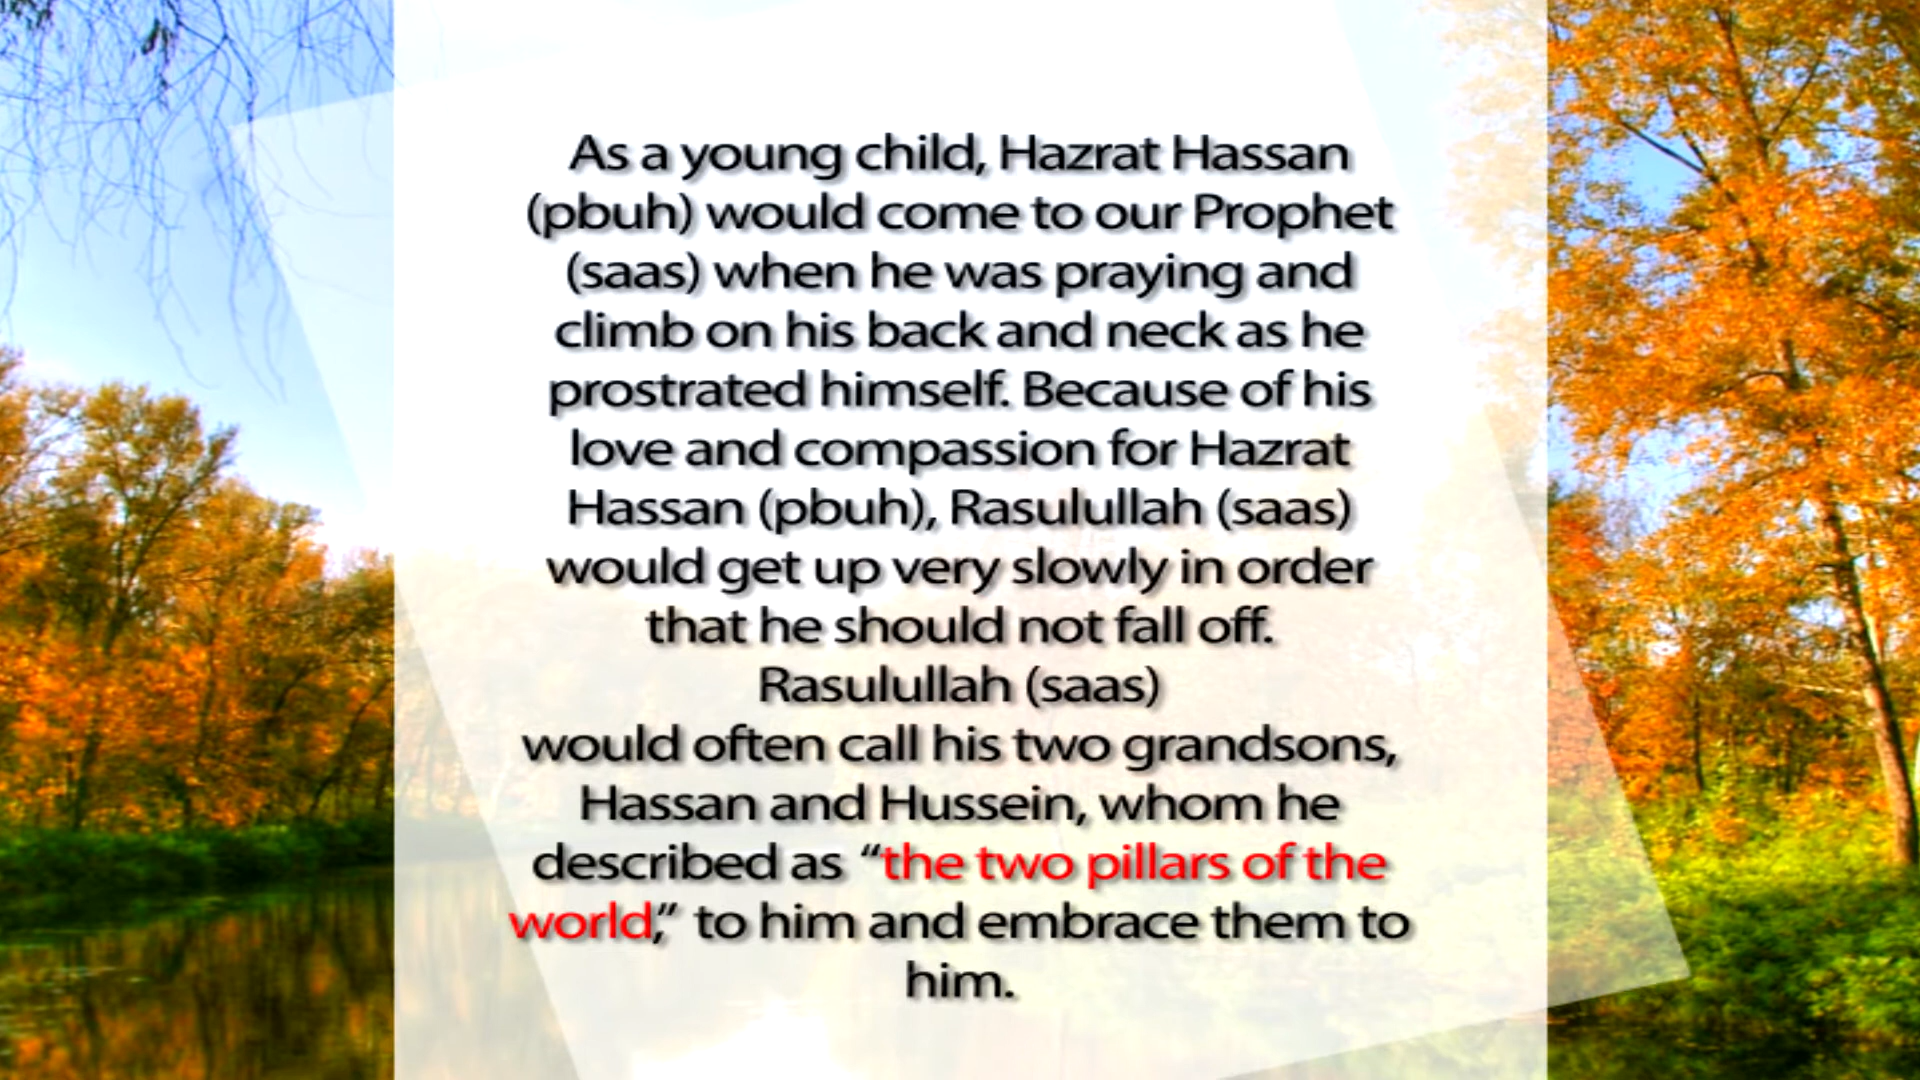 As a young child, Hazrat Hassan
(pbuh) would come to our Prophet
(saas) when he was praying and
climb on his back and neck as he
prostrated himself. Because of his
love and compassion for Hazrat
Hassan (pbuh), Rasulullah (saas)
would get up very slowly in order
that he should not fall off.
Rasulullah (saas)
would often call his two grandsons,
Hassan and Hussein, whom he
described as “the two pillars of the
world,” to him and embrace them to
him.